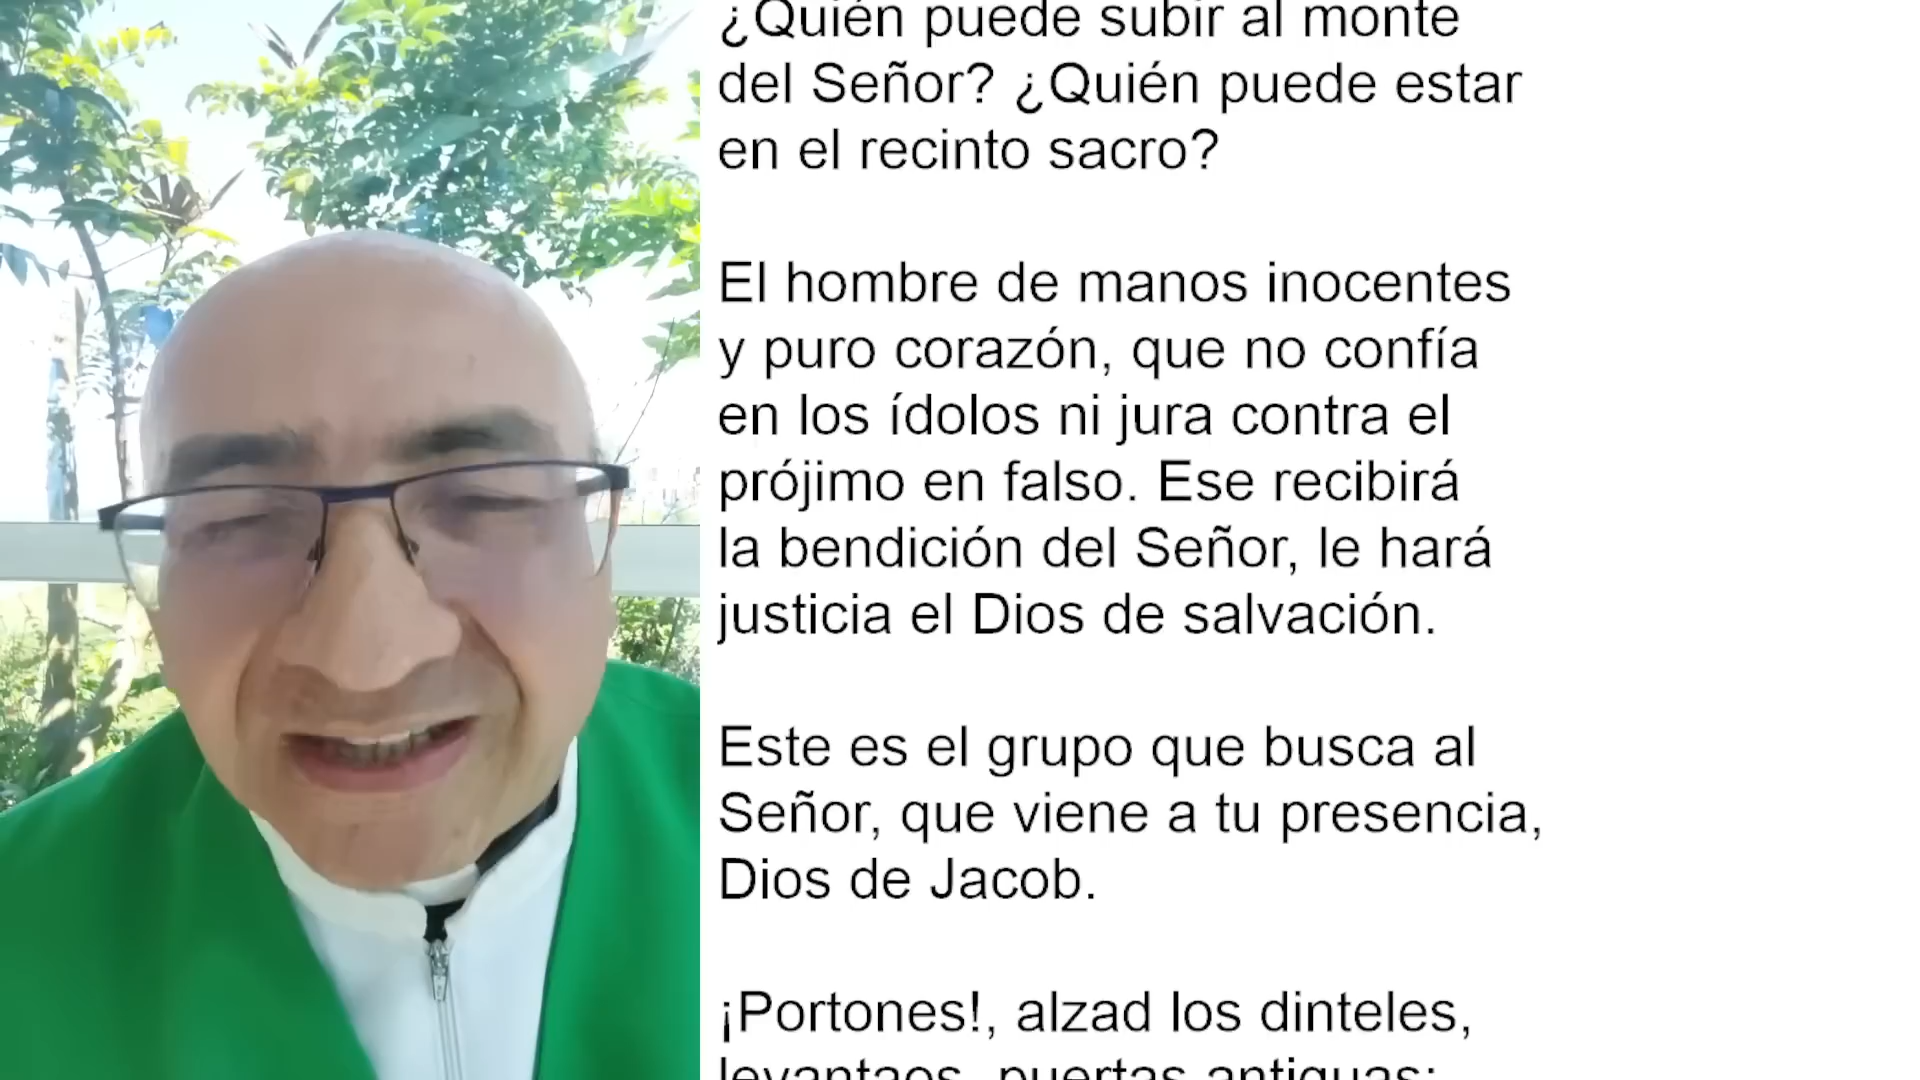 ¿Quién puede subir al monte
del Señor? ¿Quién puede estar
en el recinto sacro?
El hombre de manos inocentes
y puro corazón, que no confía
en los ídolos ni jura contra el
prójimo en falso. Ese recibirá
la bendición del Señor, le hará
justicia el Dios de salvación.
Este es el grupo que busca al
Señor, que viene a tu presencia,
Dios de Jacob.
¡Portones!, alzad los dinteles,
levantaos, puertas antiguas: